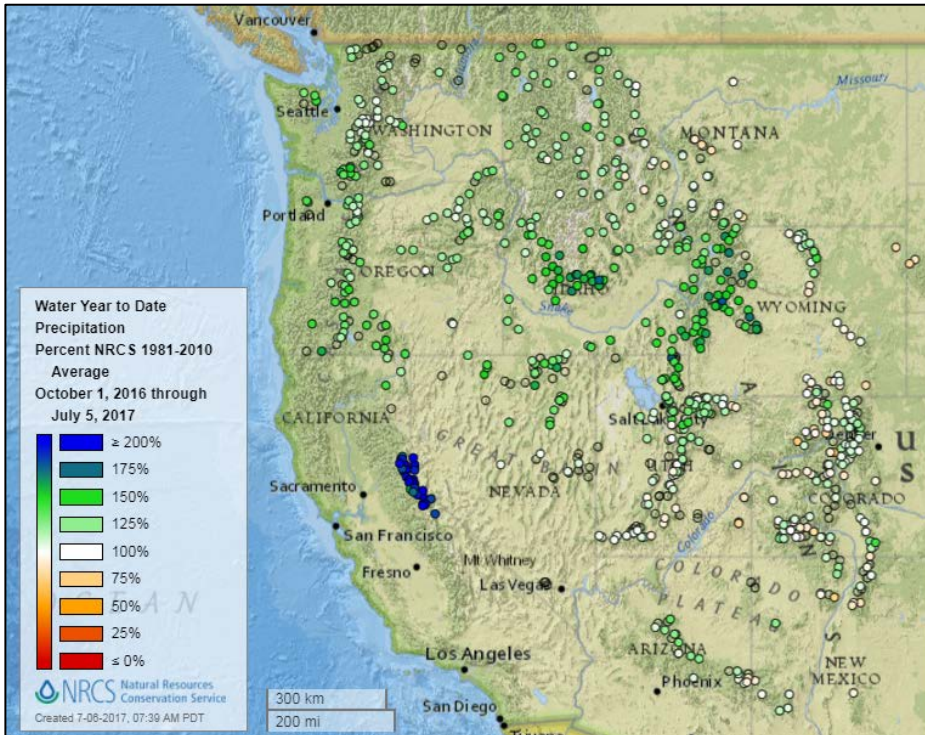 Vancouver
Seattle
WASHINGTON
Missouri
MONTANA
Portland
OREGON
Snake
WYOMING
Water Year to Date
Precipitation
Percent NRCS 1981-2010
Average
October 1, 2016 through
July 5, 2017
≥ 200%
175%
150%
125%
100%
75%
50%
25%
≤ 0%
NRCS Natural Resources
Conservation Service
Created 7-06-2017, 07:39 AM PDT
CALIFORNIA
Salt Lake City
GREAT BASIN
UTAH
NEVADA
Sacramento
San Francisco
Fresno
Mt Whitney
Las Vegas
Colorado
COLORADO
U
S
COLORADO
PLATEAU
ARIZONA
Phoenix
NEW
MEXICO
Los Angeles
San Diego
300 km
200 mi